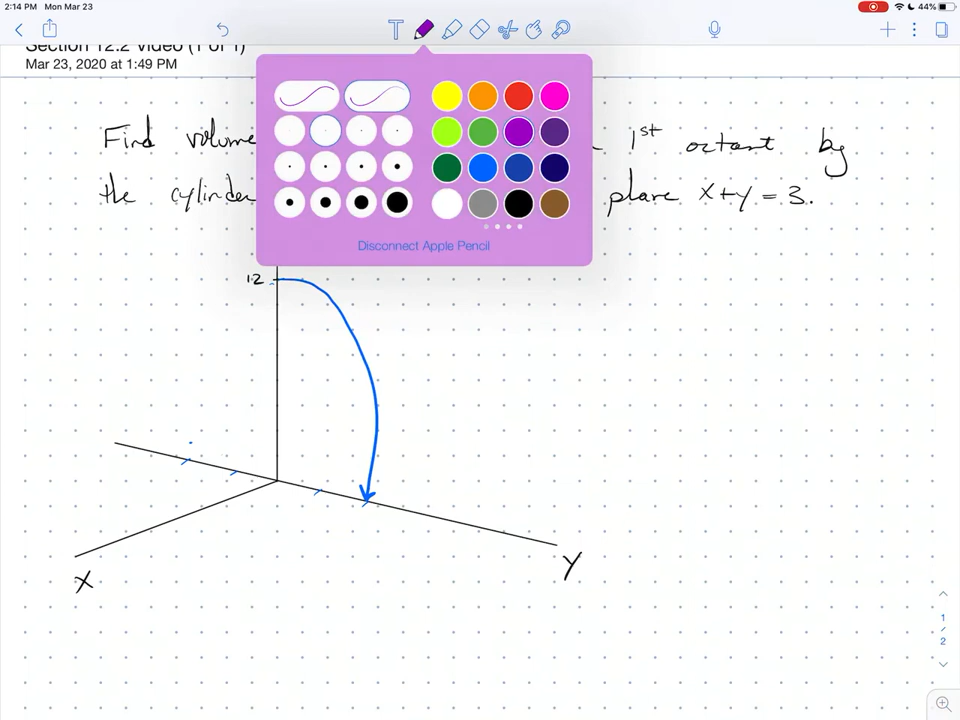 2:14 PM Mon Mar 23
44%
Section 12.2 Video (1 of 1)
Mar 23, 2020 at 1:49 PM
Find volume 1st octant by
the cylinder plane x+y = 3.
Disconnect Apple Pencil
12
X
Y
1
2